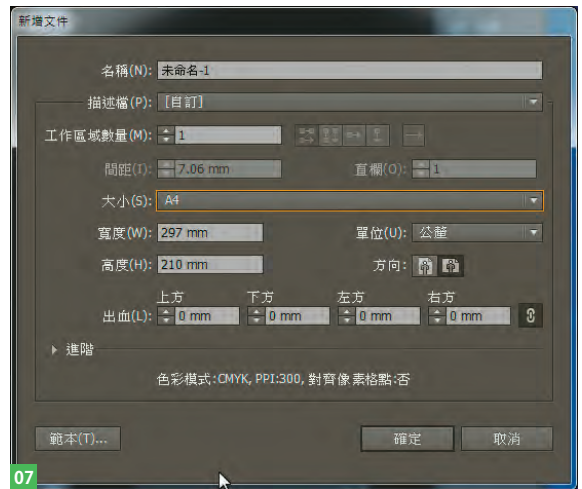 新增文件
名稱(N): 未命名-1
描述檔(P): [自訂]
工作區域數量(M): 1
間距(I): 7.06 mm 直欄(O): 1
大小(S): A4
寬度(W): 297 mm 單位(U): 公釐
高度(H): 210 mm 方向:
上方 下方 左方 右方
出血(L): 0 mm 0 mm 0 mm 0 mm
進階
色彩模式:CMYK, PPI:300, 對齊像素格點:否
範本(T)... 確定 取消
07